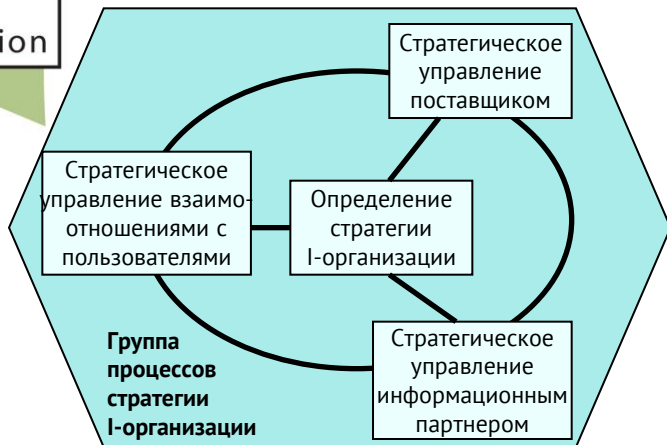 ion
Стратегическое
управление
поставщиком
Стратегическое
управление взаимо-
отношениями с
пользователями
Определение
стратегии
I-организации
Стратегическое
управление
информационным
партнером
Группа
процессов
стратегии
I-организации